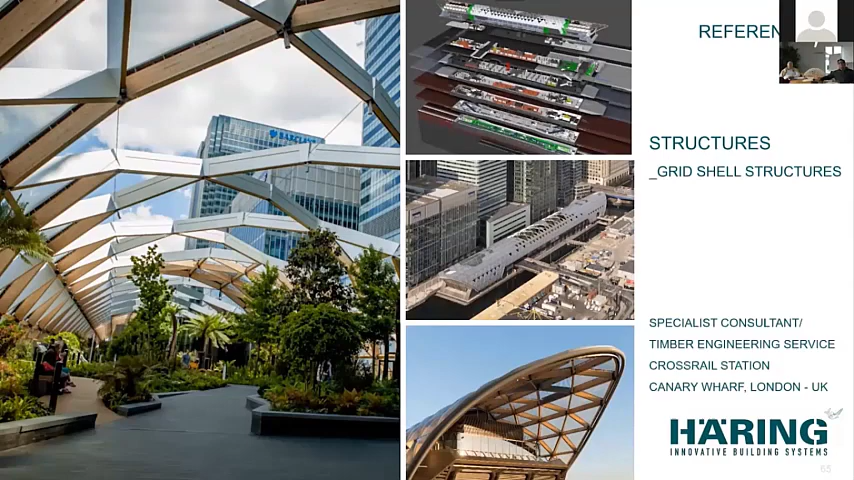 REFEREN
STRUCTURES
_GRID SHELL STRUCTURES
BARCLAYS
SPECIALIST CONSULTANT/
TIMBER ENGINEERING SERVICE
CROSSRAIL STATION
CANARY WHARF, LONDON - UK
HÄRING
INNOVATIVE BUILDING SYSTEMS
65